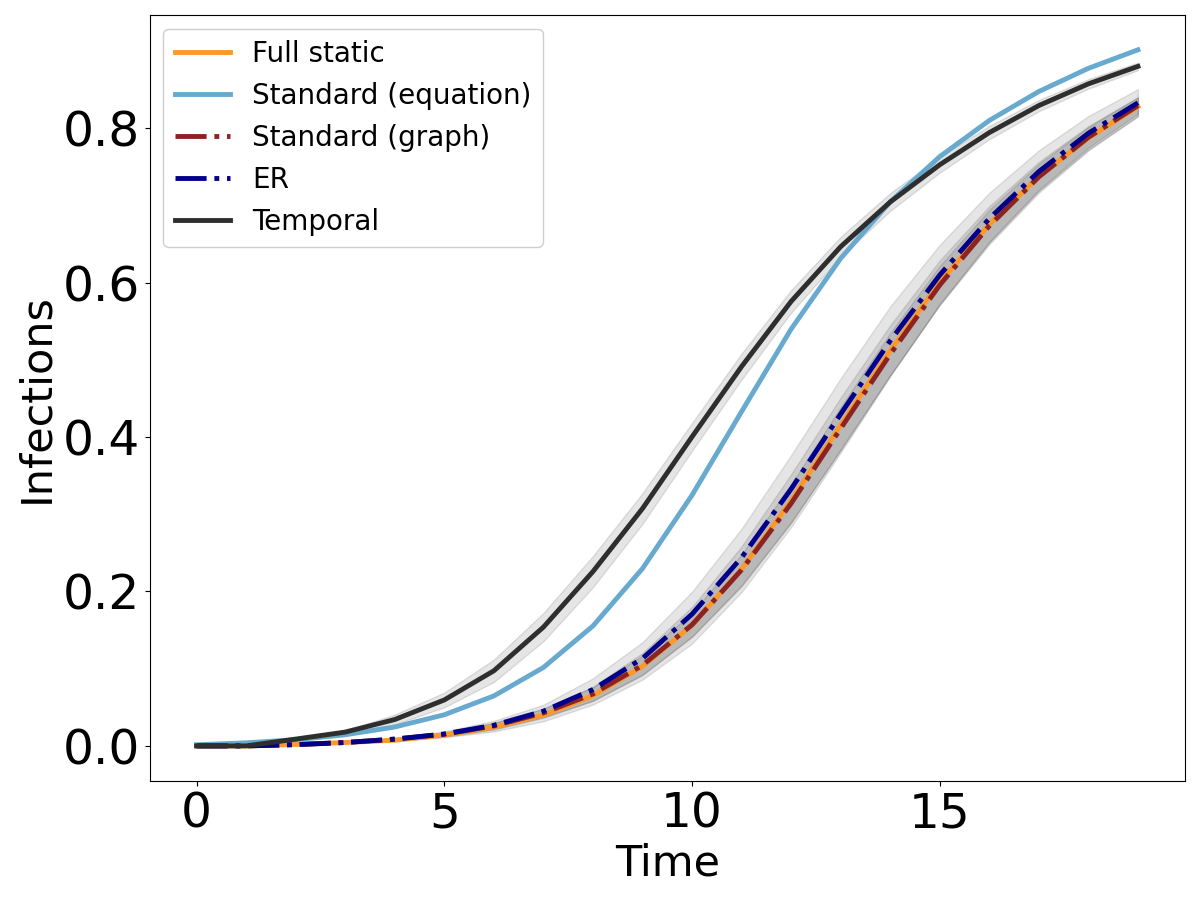 Full static
Standard (equation)
Standard (graph)
ER
Temporal
0.8
0.6
0.4
0.2
0.0
Infections
0
5
10
15
Time